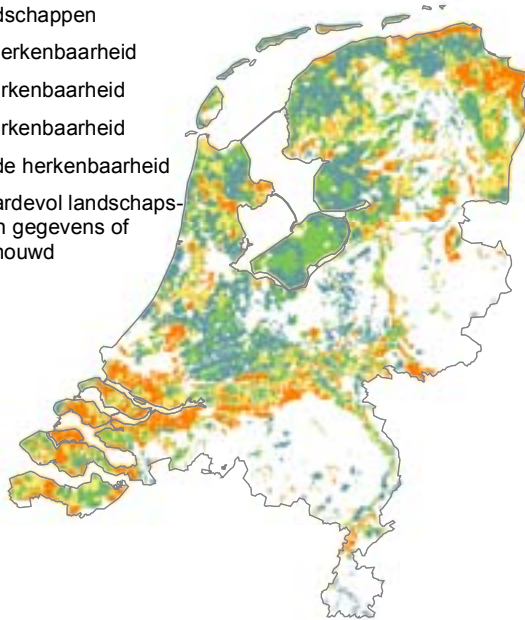 dschappen
erkenbaarheid
rkenbaarheid
rkenbaarheid
de herkenbaarheid
ardevol landschaps-
n gegevens of
houwd